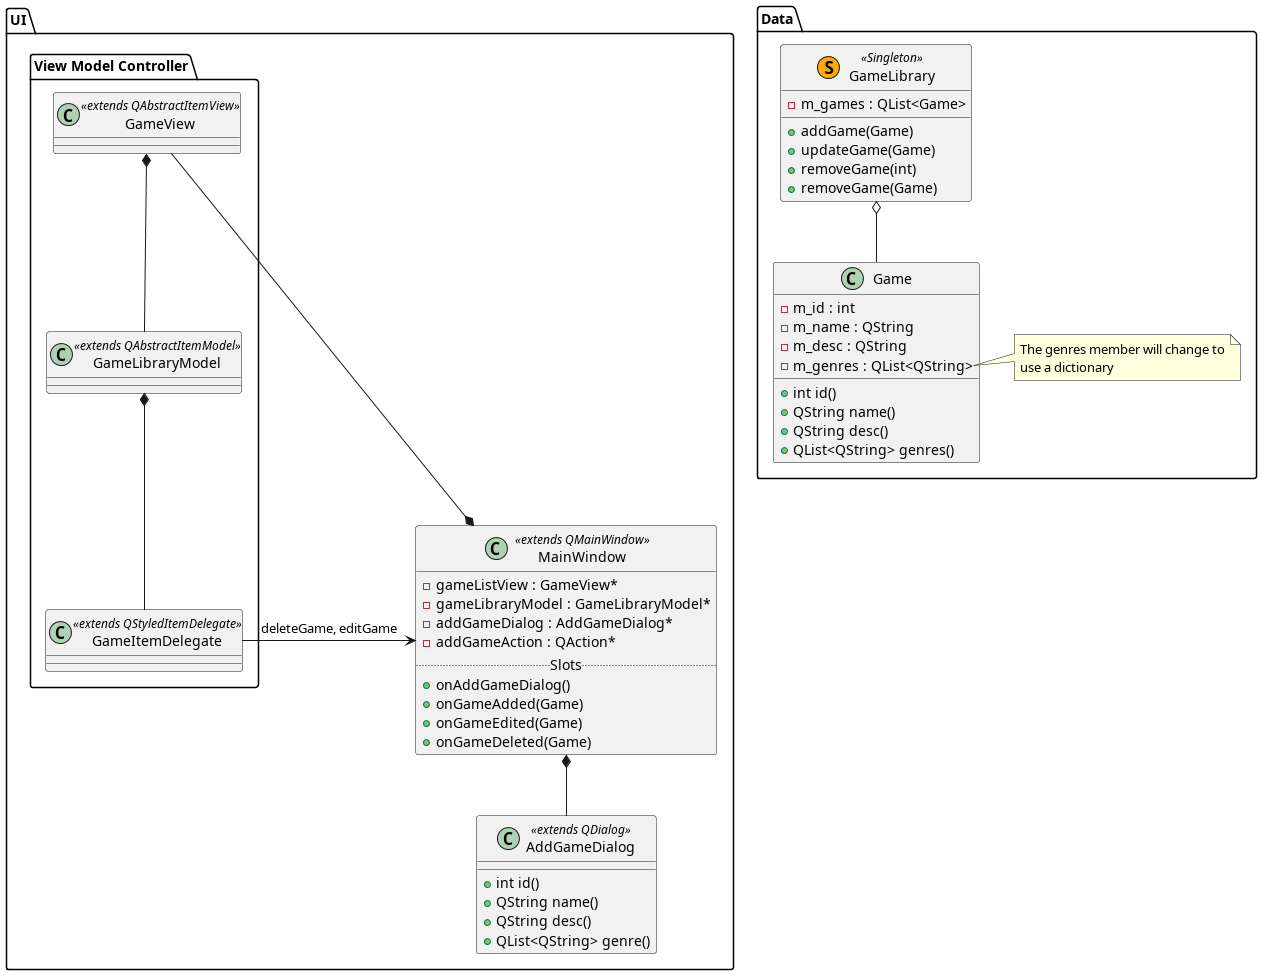 UI
View Model Controller
C
«extends QAbstractItemView»
GameView
C
«extends QAbstractItemModel»
GameLibraryModel
C
«extends QStyledItemDelegate»
GameItemDelegate
deleteGame, editGame
C
«extends QMainWindow»
MainWindow
gameListView : GameView*
gameLibraryModel : GameLibraryModel*
addGameDialog : AddGameDialog*
addGameAction : QAction*
Slots
onAddGameDialog()
onGameAdded(Game)
onGameEdited(Game)
onGameDeleted(Game)
C
«extends QDialog»
AddGameDialog
int id()
QString name()
QString desc()
QList<QString> genre()
Data
S
«Singleton»
GameLibrary
m_games : QList<Game>
addGame(Game)
updateGame(Game)
removeGame(int)
removeGame(Game)
C
Game
m_id : int
m_name : QString
m_desc : QString
m_genres : QList<QString>
int id()
QString name()
QString desc()
QList<QString> genres()
The genres member will change to
use a dictionary